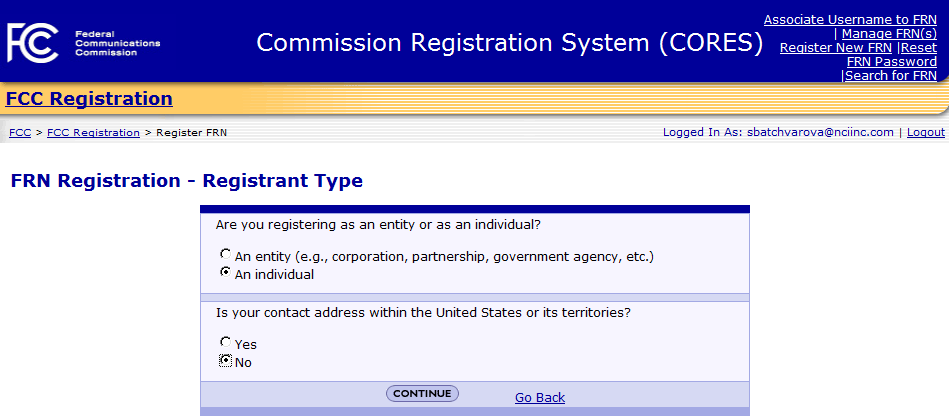 FCC Federal Communications Commission
Commission Registration System (CORES)
Associate Username to FRN
| Manage FRN(s)
Register New FRN |Reset
FRN Password
|Search for FRN
FCC Registration
FCC > FCC Registration > Register FRN
Logged In As: sbatchvarova@nciinc.com | Logout
FRN Registration - Registrant Type
Are you registering as an entity or as an individual?
An entity (e.g., corporation, partnership, government agency, etc.)
An individual
Is your contact address within the United States or its territories?
Yes
No
CONTINUE Go Back